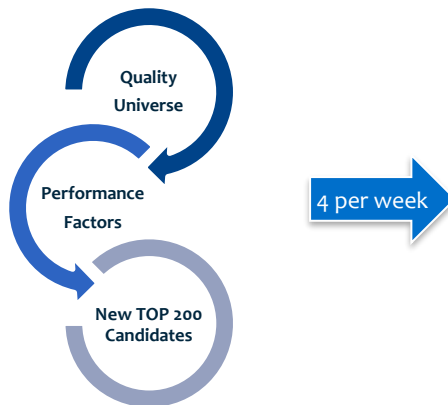 Quality
Universe
Performance
Factors
4 per week
New TOP 200
Candidates